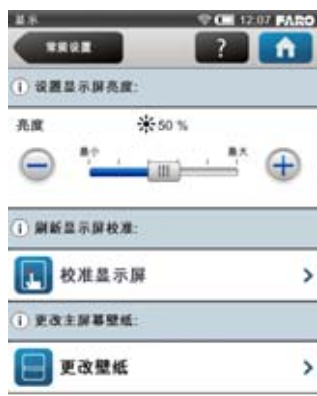 显示 12:07 FARO
常规设置 ?
i 设置显示屏亮度:
亮度 50 %
最小 最大
i 刷新显示屏校准:
校准显示屏
i 更改主屏幕壁纸:
更改壁纸